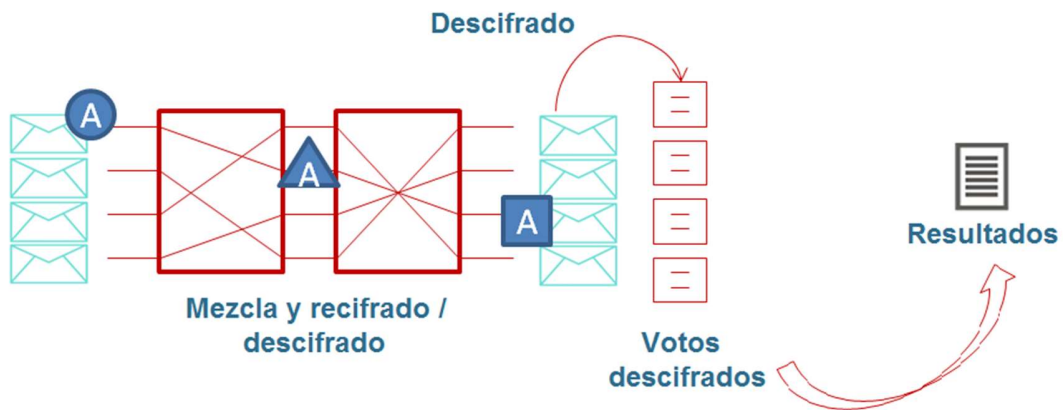 Descifrado
A
A
A
Resultados
Mezcla y recifrado /
descifrado
Votos
descifrados